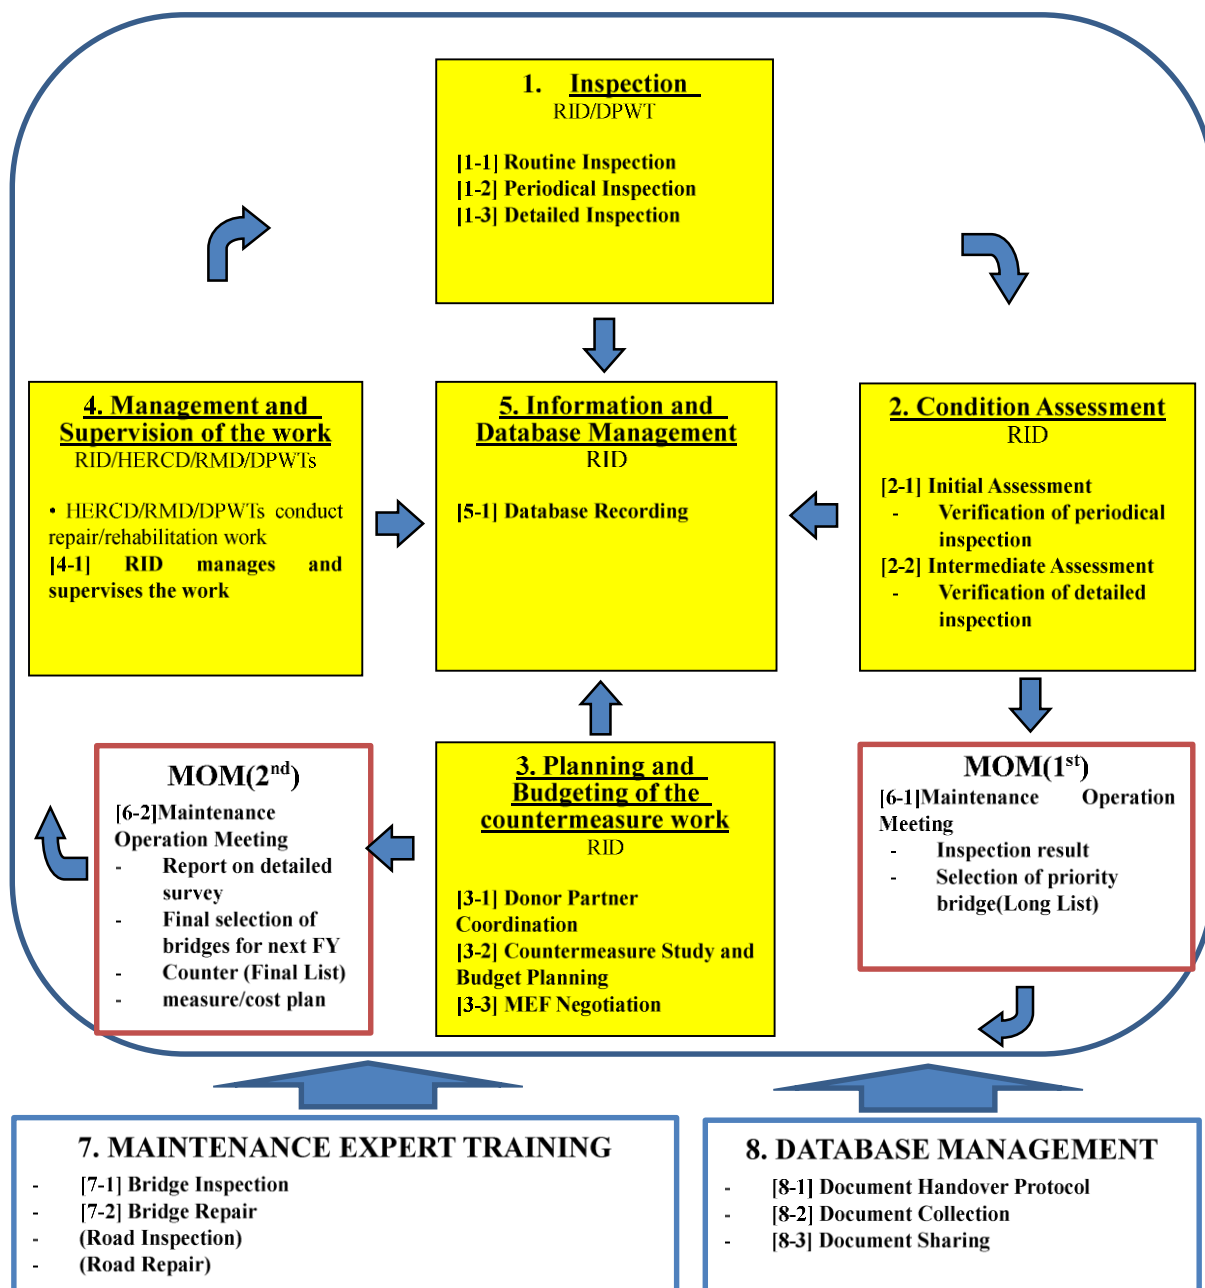 1. Inspection
RID/DPWT
[1-1] Routine Inspection
[1-2] Periodical Inspection
[1-3] Detailed Inspection
4. Management and
Supervision of the work
RID/HERCD/RMD/DPWTs
• HERCD/RMD/DPWTs conduct
repair/rehabilitation work
[4-1] RID manages and
supervises the work
5. Information and
Database Management
RID
[5-1] Database Recording
2. Condition Assessment
RID
[2-1] Initial Assessment
- Verification of periodical
inspection
[2-2] Intermediate Assessment
- Verification of detailed
inspection
MOM(2nd)
[6-2]Maintenance
Operation Meeting
- Report on detailed
survey
- Final selection of
bridges for next FY
- Counter (Final List)
- measure/cost plan
3. Planning and
Budgeting of the
countermeasure work
RID
[3-1] Donor Partner
Coordination
[3-2] Countermeasure Study and
Budget Planning
[3-3] MEF Negotiation
MOM(1st)
[6-1]Maintenance Operation
Meeting
- Inspection result
- Selection of priority
bridge(Long List)
7. MAINTENANCE EXPERT TRAINING
- [7-1] Bridge Inspection
- [7-2] Bridge Repair
- (Road Inspection)
- (Road Repair)
8. DATABASE MANAGEMENT
- [8-1] Document Handover Protocol
- [8-2] Document Collection
- [8-3] Document Sharing